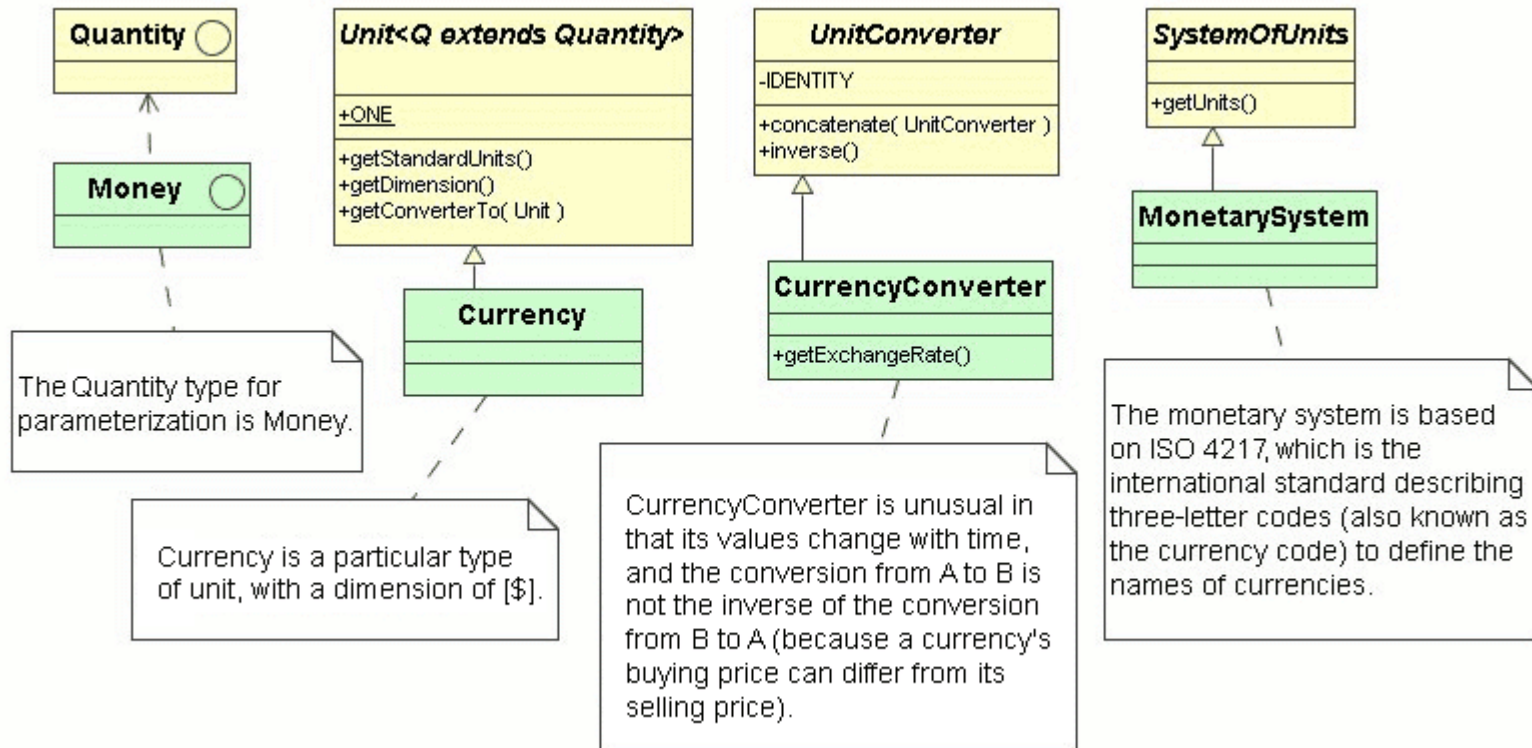 Quantity
Money
The Quantity type for
parameterization is Money.
Unit<Q extends Quantity>
+ONE
+getStandardUnits()
+getDimension()
+getConverterTo( Unit )
Currency
Currency is a particular type
of unit, with a dimension of [$].
UnitConverter
-IDENTITY
+concatenate( UnitConverter )
+inverse()
CurrencyConverter
+getExchangeRate()
CurrencyConverter is unusual in
that its values change with time,
and the conversion from A to B is
not the inverse of the conversion
from B to A (because a currency's
buying price can differ from its
selling price).
SystemOfUnits
+getUnits()
MonetarySystem
The monetary system is based
on ISO 4217, which is the
international standard describing
three-letter codes (also known as
the currency code) to define the
names of currencies.